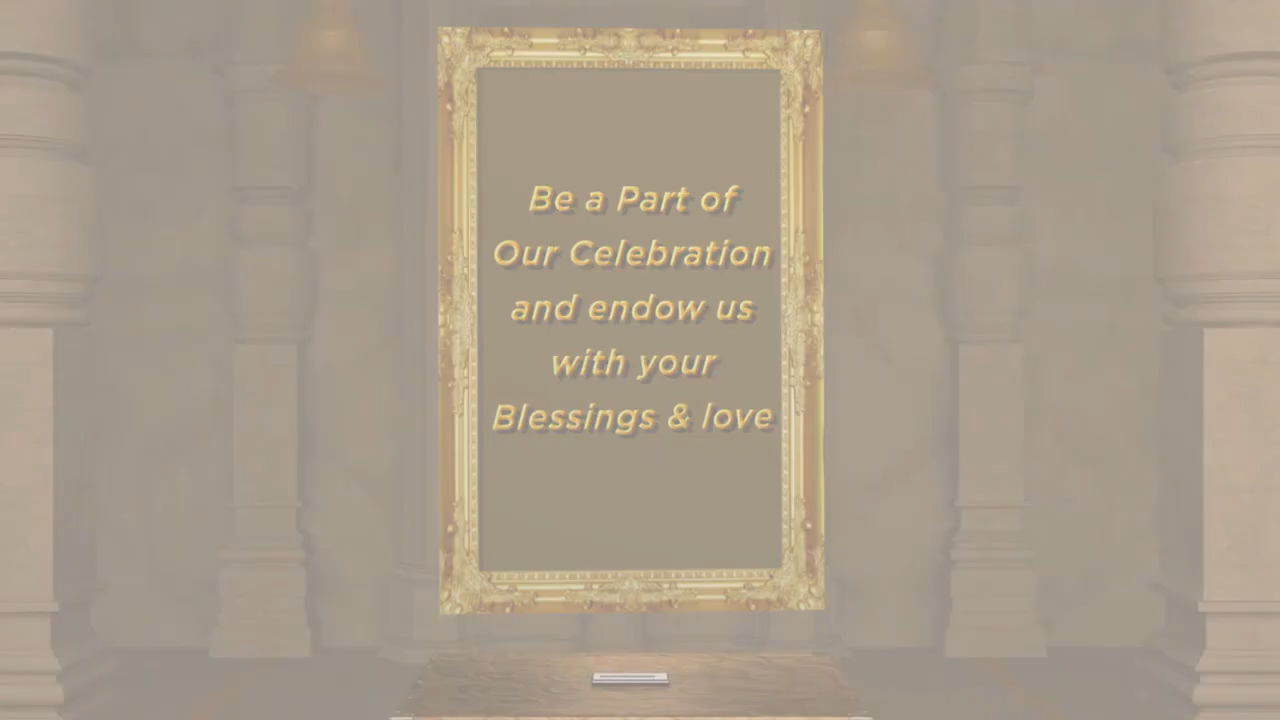 Be a Part of
Our Celebration
and endow us
with your
Blessings & love